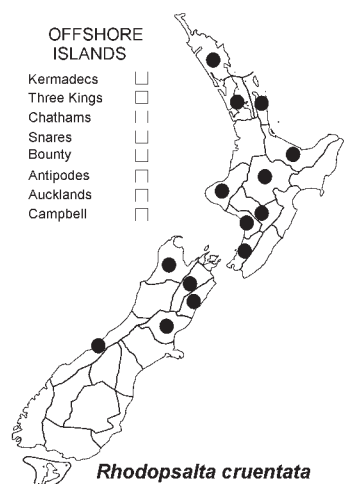 OFFSHORE
ISLANDS
Kermadecs
Three Kings
Chathams
Snares
Bounty
Antipodes
Aucklands
Campbell
Rhodopsalta cruentata